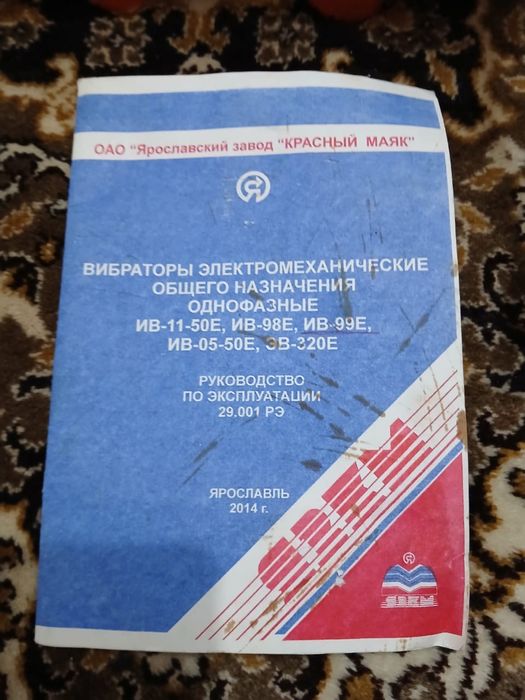 ОАО "Ярославский завод "КРАСНЫЙ МАЯК"
Я
ВИБРАТОРЫ ЭЛЕКТРОМЕХАНИЧЕСКИЕ
ОБЩЕГО НАЗНАЧЕНИЯ
ОДНОФАЗНЫЕ
ИВ-11-50Е, ИВ-98Е, ИВ-99Е,
ИВ-05-50Е, ЭВ-320Е
РУКОВОДСТВО
ПО ЭКСПЛУАТАЦИИ
29.001 РЭ
ЯРОСЛАВЛЬ
2014 г.
ЯЗКМ